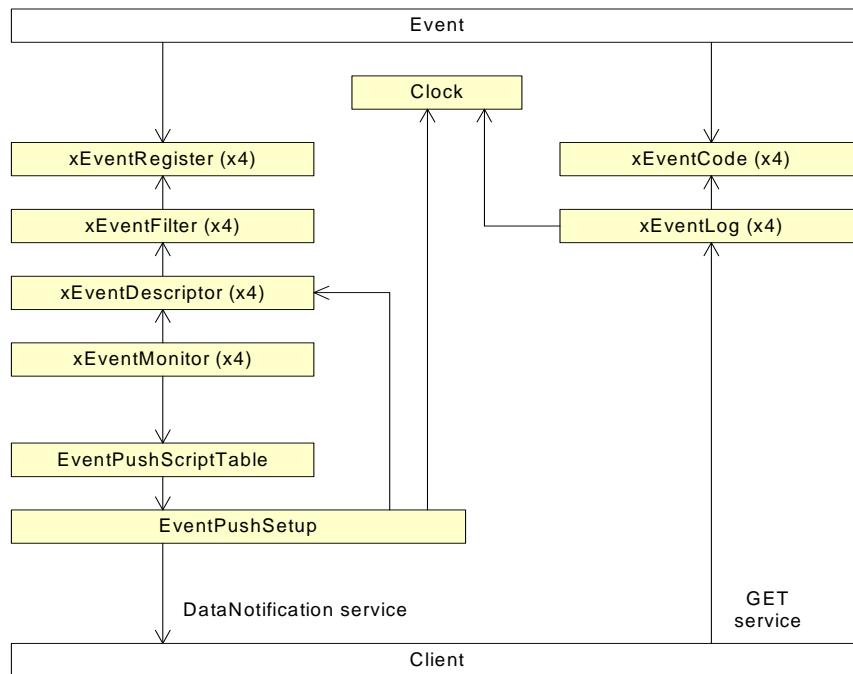 Event
Clock
xEventRegister (x4)
xEventCode (x4)
xEventFilter (x4)
xEventLog (x4)
xEventDescriptor (x4)
xEventMonitor (x4)
EventPushScriptTable
EventPushSetup
DataNotification service
GET
service
Client